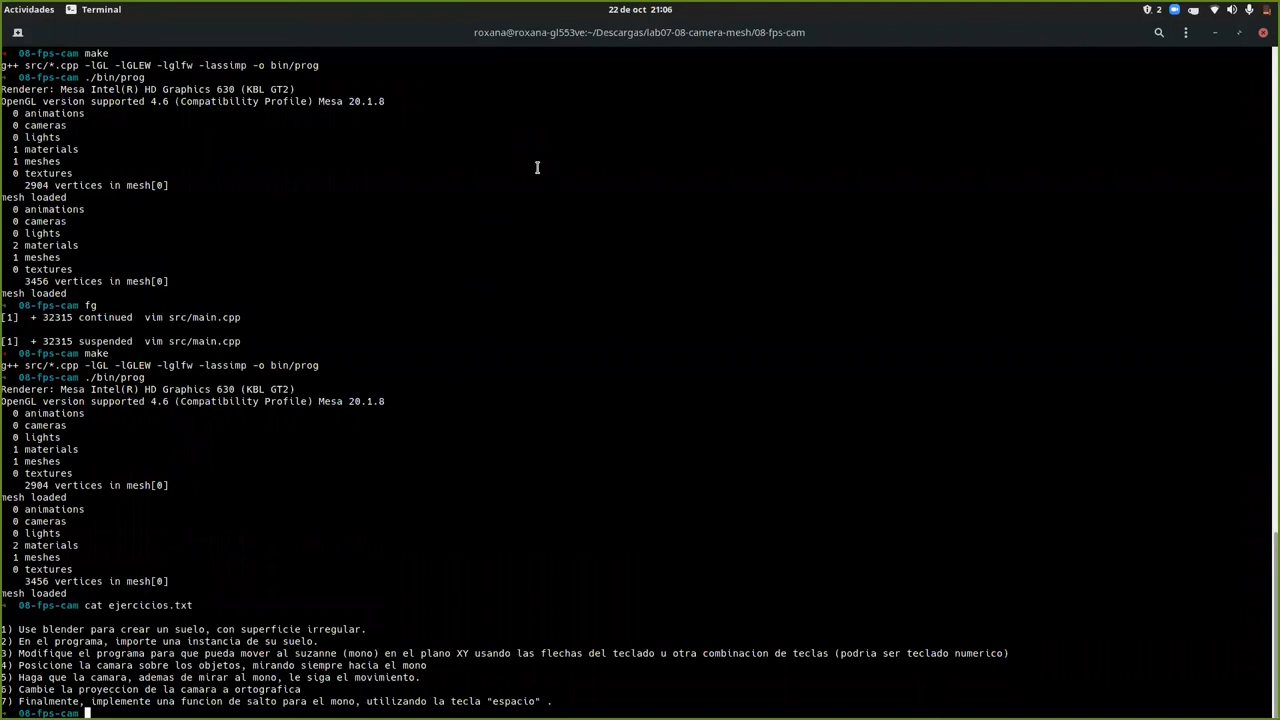 Actividades
Terminal
22 de oct 21:06
2
roxana@roxana-gl553ve:~/Descargas/lab07-08-camera-mesh/08-fps-cam
08-fps-cam make
g++ src/*.cpp -lGL -lGLEW -lglfw -lassimp -o bin/prog
08-fps-cam ./bin/prog
Renderer: Mesa Intel(R) HD Graphics 630 (KBL GT2)
OpenGL version supported 4.6 (Compatibility Profile) Mesa 20.1.8
0 animations
0 cameras
0 lights
1 materials
1 meshes
0 textures
2904 vertices in mesh[0]
mesh loaded
0 animations
0 cameras
0 lights
2 materials
1 meshes
0 textures
3456 vertices in mesh[0]
mesh loaded
08-fps-cam fg
[1]  + 32315 continued  vim src/main.cpp
[1]  + 32315 suspended  vim src/main.cpp
08-fps-cam make
g++ src/*.cpp -lGL -lGLEW -lglfw -lassimp -o bin/prog
08-fps-cam ./bin/prog
Renderer: Mesa Intel(R) HD Graphics 630 (KBL GT2)
OpenGL version supported 4.6 (Compatibility Profile) Mesa 20.1.8
0 animations
0 cameras
0 lights
1 materials
1 meshes
0 textures
2904 vertices in mesh[0]
mesh loaded
0 animations
0 cameras
0 lights
2 materials
1 meshes
0 textures
3456 vertices in mesh[0]
mesh loaded
08-fps-cam cat ejercicios.txt
1) Use blender para crear un suelo, con superficie irregular.
2) En el programa, importe una instancia de su suelo.
3) Modifique el programa para que pueda mover al suzanne (mono) en el plano XY usando las flechas del teclado u otra combinacion de teclas (podria ser teclado numerico)
4) Posicione la camara sobre los objetos, mirando siempre hacia el mono
5) Haga que la camara, ademas de mirar al mono, le siga el movimiento.
6) Cambie la proyeccion de la camara a ortografica
7) Finalmente, implemente una funcion de salto para el mono, utilizando la tecla "espacio" .
08-fps-cam